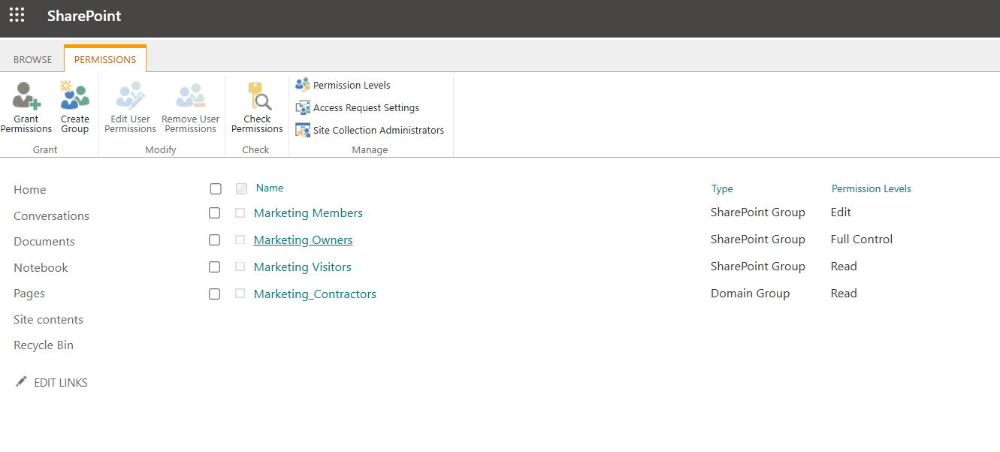 SharePoint
BROWSE PERMISSIONS
Grant Permissions
Create Group
Grant
Edit User Permissions
Remove User Permissions
Modify
Check Permissions
Check
Permission Levels
Access Request Settings
Site Collection Administrators
Manage
Home
Conversations
Documents
Notebook
Pages
Site contents
Recycle Bin
EDIT LINKS
Name Type Permission Levels
Marketing Members SharePoint Group Edit
Marketing Owners SharePoint Group Full Control
Marketing Visitors SharePoint Group Read
Marketing_Contractors Domain Group Read